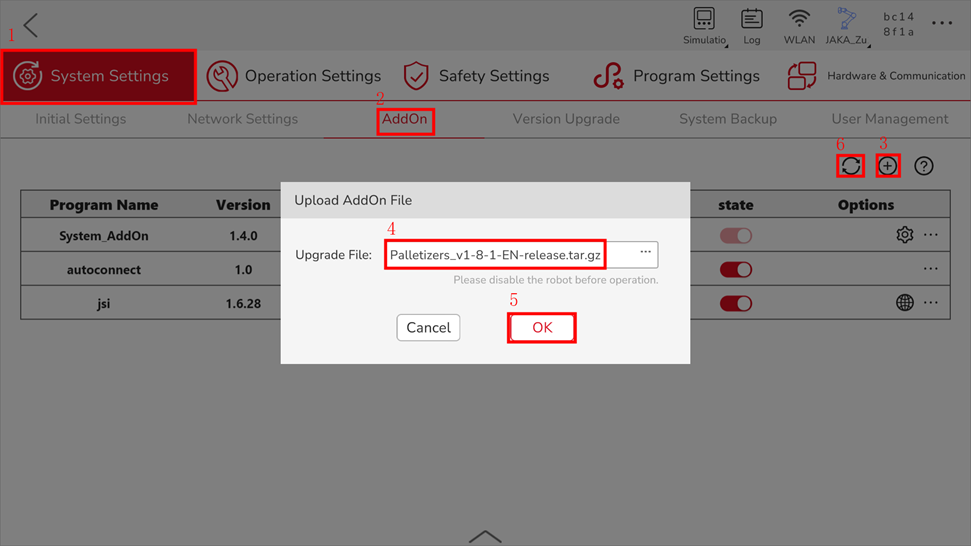 1
Simulatio
Log
WLAN
JAKA_Zu
bc14
8f1a
System Settings
Operation Settings
Safety Settings
Program Settings
Hardware & Communication
2
Initial Settings
Network Settings
AddOn
Version Upgrade
System Backup
User Management
6
3
Program Name
Version
state
Options
System_AddOn
1.4.0
autoconnect
1.0
jsi
1.6.28
Upload AddOn File
4
Upgrade File:
Palletizers_v1-8-1-EN-release.tar.gz
Please disable the robot before operation.
5
Cancel
OK